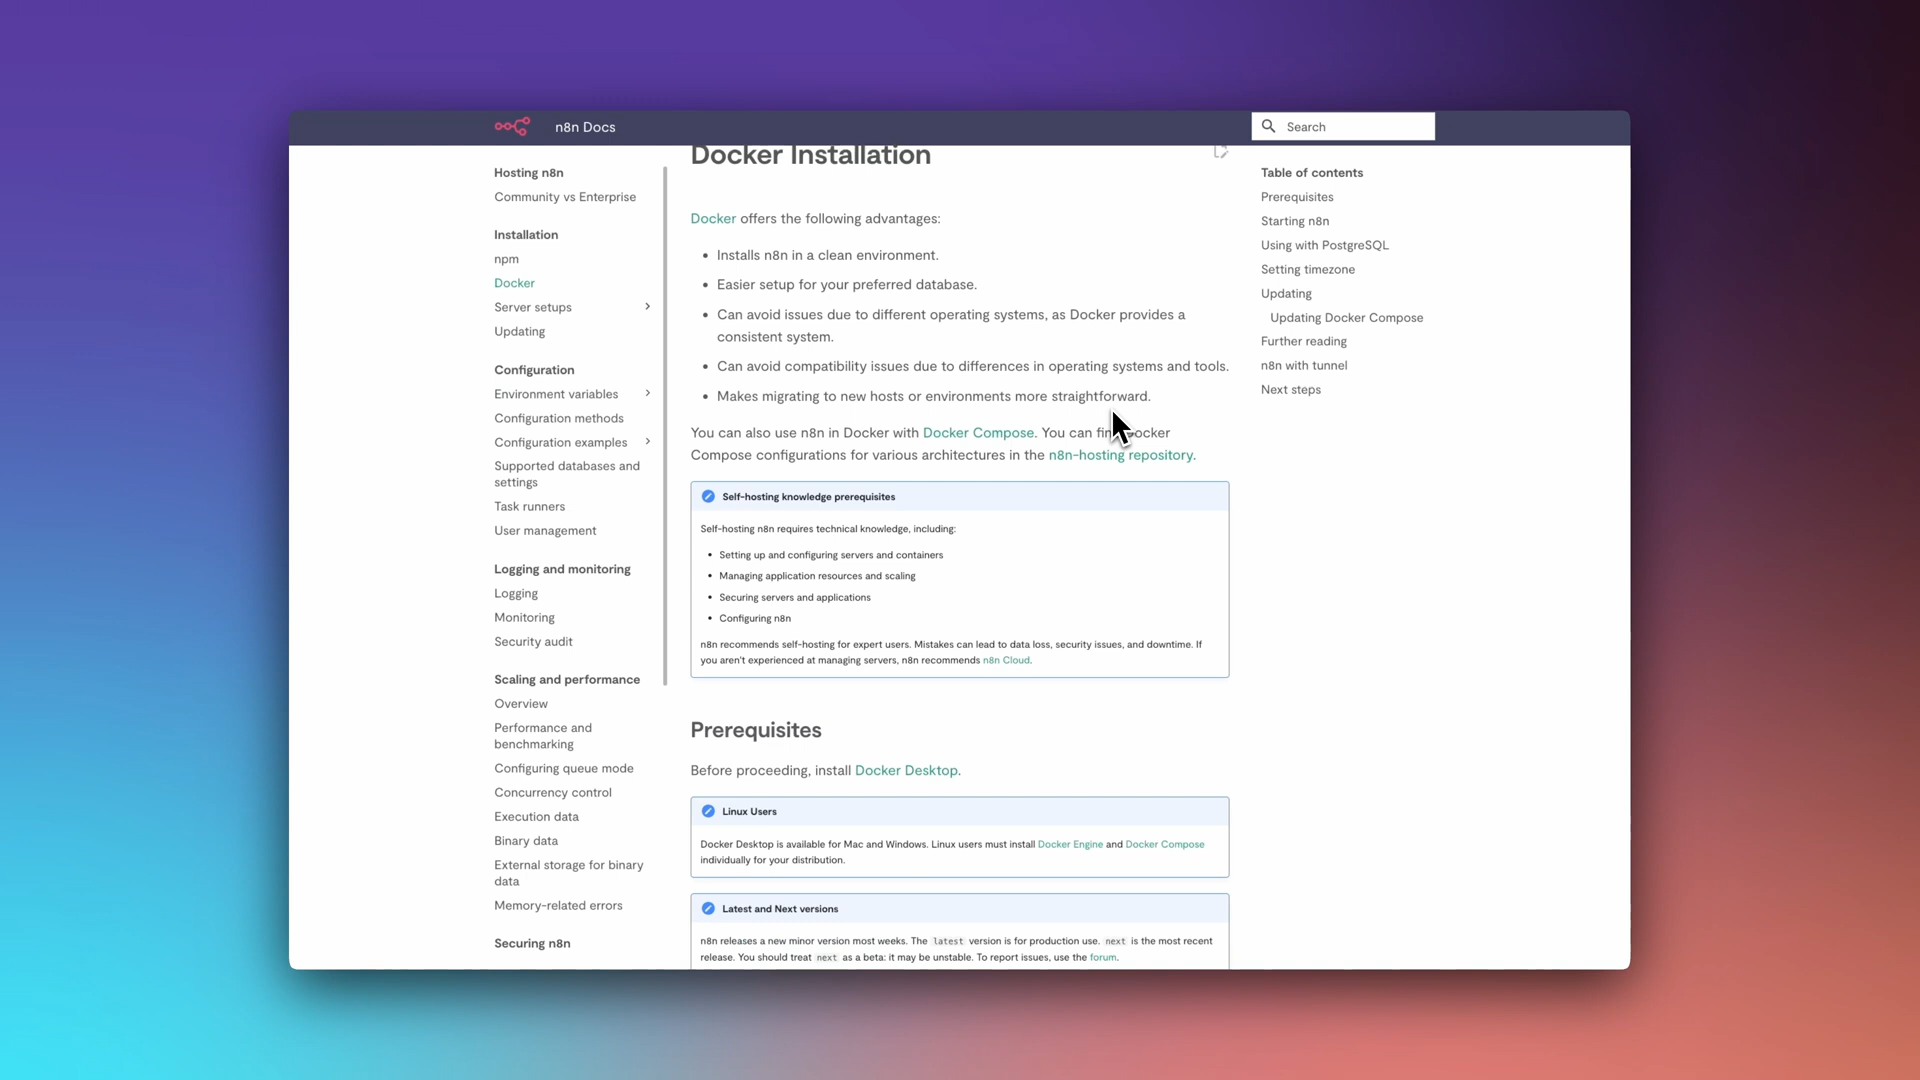 n8n Docs
Search
Hosting n8n
Community vs Enterprise
Installation
npm
Docker
Server setups
Updating
Configuration
Environment variables
Configuration methods
Configuration examples
Supported databases and
settings
Task runners
User management
Logging and monitoring
Logging
Monitoring
Security audit
Scaling and performance
Overview
Performance and
benchmarking
Configuring queue mode
Concurrency control
Execution data
Binary data
External storage for binary
data
Memory-related errors
Securing n8n
Docker Installation
Docker offers the following advantages:
• Installs n8n in a clean environment.
• Easier setup for your preferred database.
• Can avoid issues due to different operating systems, as Docker provides a
consistent system.
• Can avoid compatibility issues due to differences in operating systems and tools.
• Makes migrating to new hosts or environments more straightforward.
You can also use n8n in Docker with Docker Compose. You can find Docker
Compose configurations for various architectures in the n8n-hosting repository.
Self-hosting knowledge prerequisites
Self-hosting n8n requires technical knowledge, including:
• Setting up and configuring servers and containers
• Managing application resources and scaling
• Securing servers and applications
• Configuring n8n
n8n recommends self-hosting for expert users. Mistakes can lead to data loss, security issues, and downtime. If
you aren't experienced at managing servers, n8n recommends n8n Cloud.
Prerequisites
Before proceeding, install Docker Desktop.
Linux Users
Docker Desktop is available for Mac and Windows. Linux users must install Docker Engine and Docker Compose
individually for your distribution.
Latest and Next versions
n8n releases a new minor version most weeks. The latest version is for production use. next is the most recent
release. You should treat next as a beta: it may be unstable. To report issues, use the forum.
Table of contents
Prerequisites
Starting n8n
Using with PostgreSQL
Setting timezone
Updating
Updating Docker Compose
Further reading
n8n with tunnel
Next steps